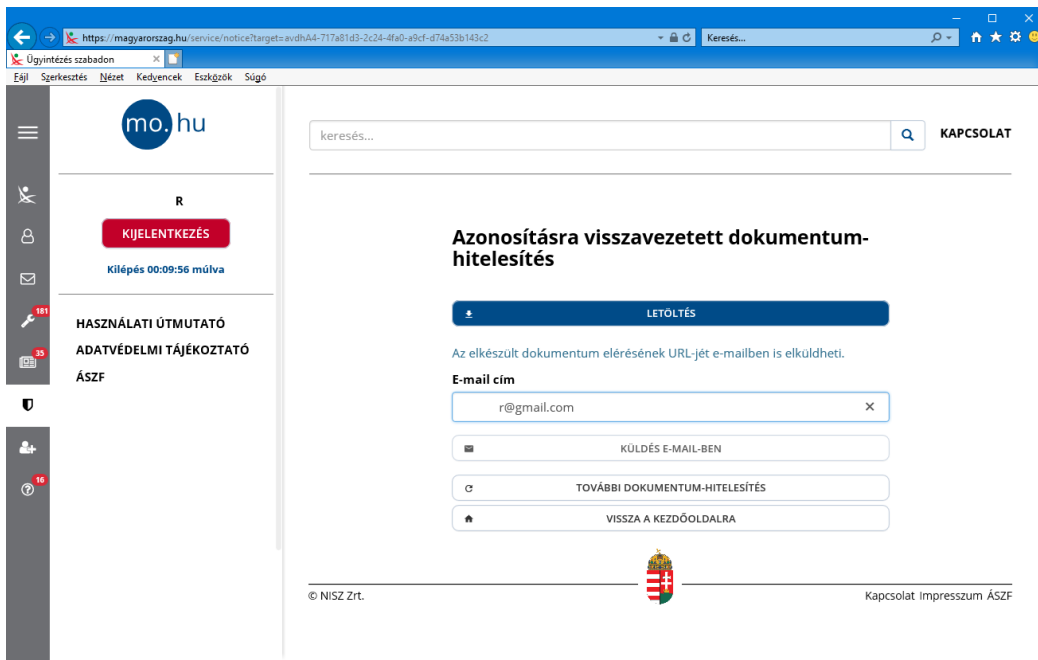 https://magyarorszag.hu/service/notice?target=avdhA4-717a81d3-2c24-4fa0-a9cf-d74a53b143c2
Keresés...
Ügyintézés szabadon
Fájl Szerkesztés Nézet Kedvencek Eszközök Súgó
mo.hu
keresés...
KAPCSOLAT
R
KIJELENTKEZÉS
Kilépés 00:09:56 múlva
181
35
16
HASZNÁLATI ÚTMUTATÓ
ADATVÉDELMI TÁJÉKOZTATÓ
ÁSZF
Azonosításra visszavezetett dokumentum-
hitelesítés
LETÖLTÉS
Az elkészült dokumentum elérésének URL-jét e-mailben is elküldheti.
E-mail cím
r@gmail.com
KÜLDÉS E-MAIL-BEN
TOVÁBBI DOKUMENTUM-HITELESÍTÉS
VISSZA A KEZDŐOLDALRA
© NISZ Zrt.
Kapcsolat Impresszum ÁSZF